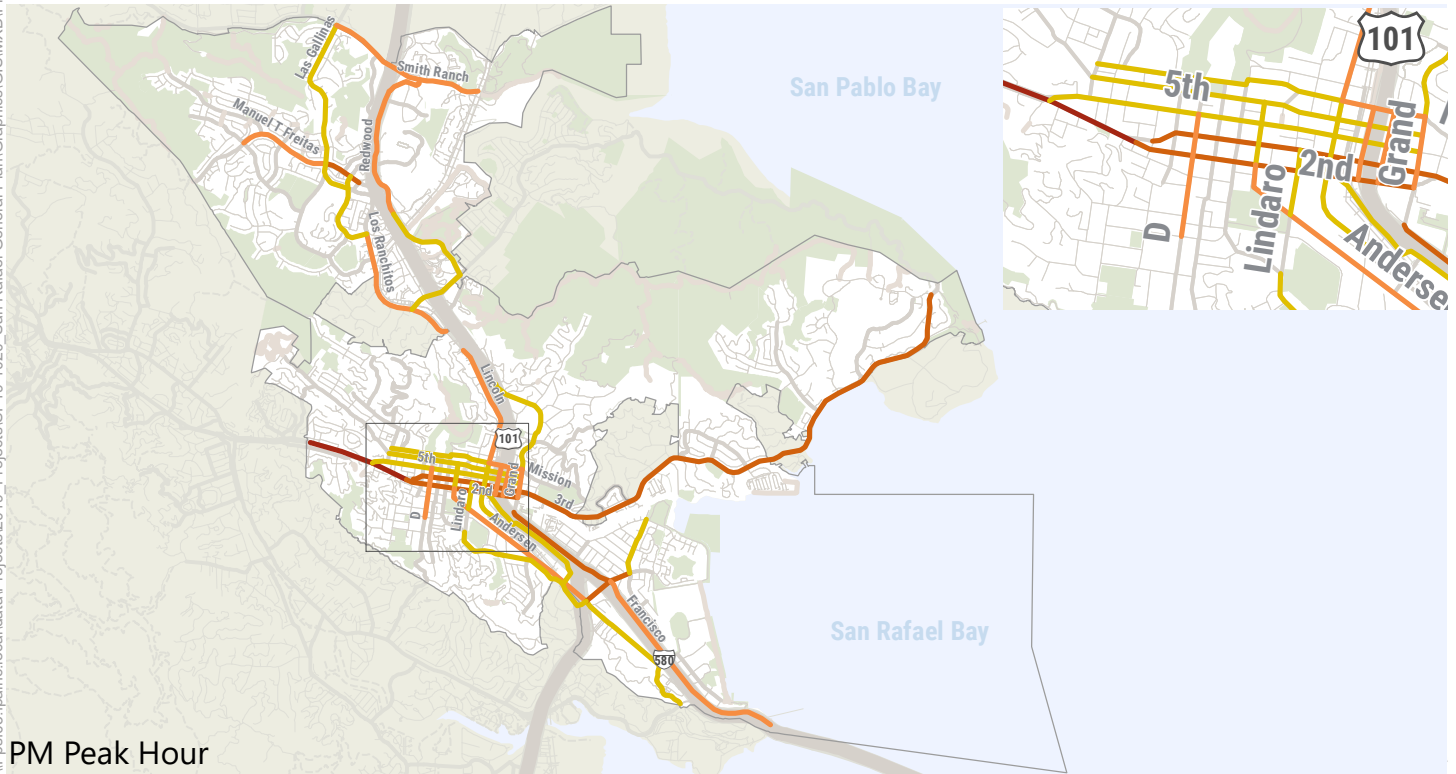 Las Gallinas
Smith Ranch
Manuel T Freitas
Redwood
Los Ranchitos
San Pablo Bay
Lincoln
101
5th
Mission
Grand
2nd
3rd
D
Lindaro
Andersen
Francisco
580
San Rafael Bay
101
5th
Grand
2nd
Lindaro
D
PM Peak Hour